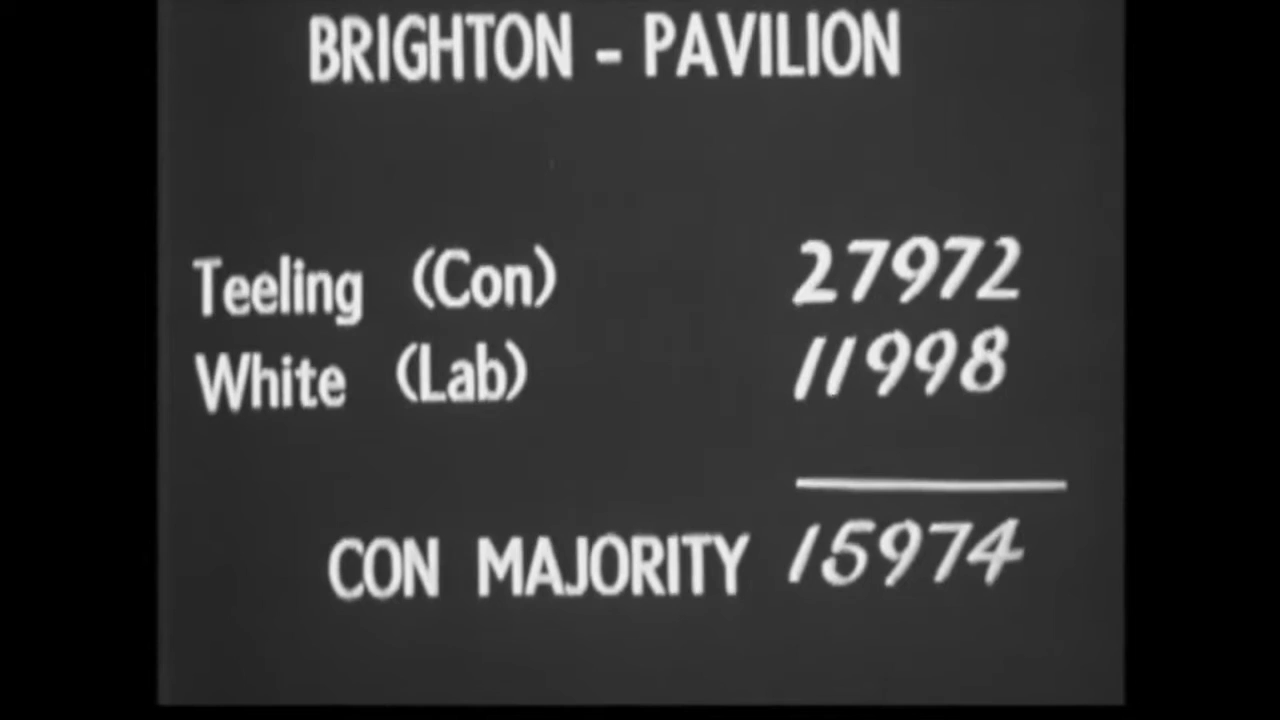 BRIGHTON - PAVILION
Teeling (Con) 27972
White (Lab) 11998
CON MAJORITY 15974